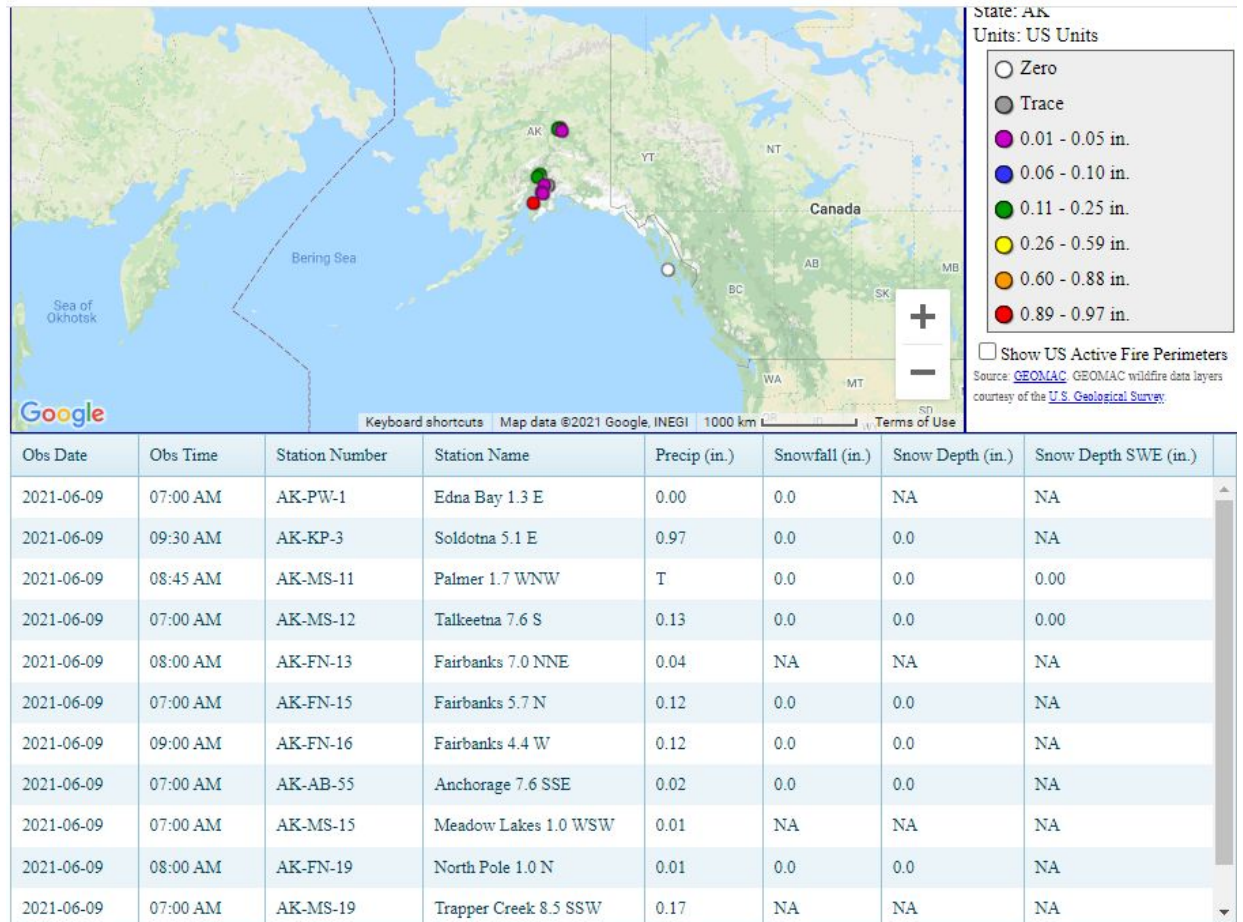 State: AK
Units: US Units
Zero
Trace
0.01 - 0.05 in.
0.06 - 0.10 in.
0.11 - 0.25 in.
0.26 - 0.59 in.
0.60 - 0.88 in.
0.89 - 0.97 in.
Show US Active Fire Perimeters
Source: GEOMAC. GEOMAC wildfire data layers
courtesy of the U.S. Geological Survey.
AK
YT
NT
Canada
Bering Sea
AB
MB
BC
SK
Sea of
Okhotsk
WA
MT
OR
ID
SD
+
−
Google
Keyboard shortcuts Map data ©2021 Google, INEGI 1000 km Terms of Use
Obs Date Obs Time Station Number Station Name Precip (in.) Snowfall (in.) Snow Depth (in.) Snow Depth SWE (in.)
2021-06-09 07:00 AM AK-PW-1 Edna Bay 1.3 E 0.00 0.0 NA NA
2021-06-09 09:30 AM AK-KP-3 Soldotna 5.1 E 0.97 0.0 0.0 NA
2021-06-09 08:45 AM AK-MS-11 Palmer 1.7 WNW T 0.0 0.0 0.00
2021-06-09 07:00 AM AK-MS-12 Talkeetna 7.6 S 0.13 0.0 0.0 0.00
2021-06-09 08:00 AM AK-FN-13 Fairbanks 7.0 NNE 0.04 NA NA NA
2021-06-09 07:00 AM AK-FN-15 Fairbanks 5.7 N 0.12 0.0 0.0 NA
2021-06-09 09:00 AM AK-FN-16 Fairbanks 4.4 W 0.12 0.0 0.0 NA
2021-06-09 07:00 AM AK-AB-55 Anchorage 7.6 SSE 0.02 0.0 0.0 NA
2021-06-09 07:00 AM AK-MS-15 Meadow Lakes 1.0 WSW 0.01 NA NA NA
2021-06-09 08:00 AM AK-FN-19 North Pole 1.0 N 0.01 0.0 0.0 NA
2021-06-09 07:00 AM AK-MS-19 Trapper Creek 8.5 SSW 0.17 NA NA NA